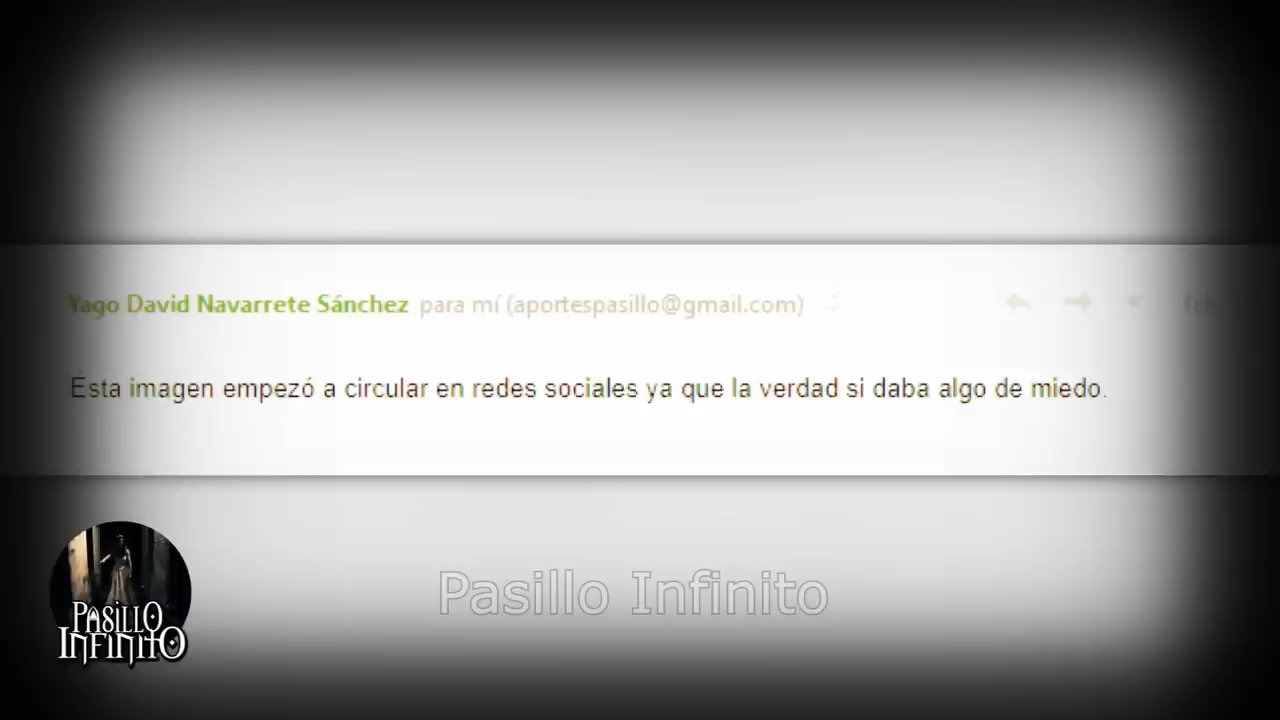 Yago David Navarrete Sánchez para mí (aportespasillo@gmail.com)
Ésta imagen empezó a circular en redes sociales ya que la verdad si daba algo de miedo.
Pasillo Infinito
PASILLO
INFINITO